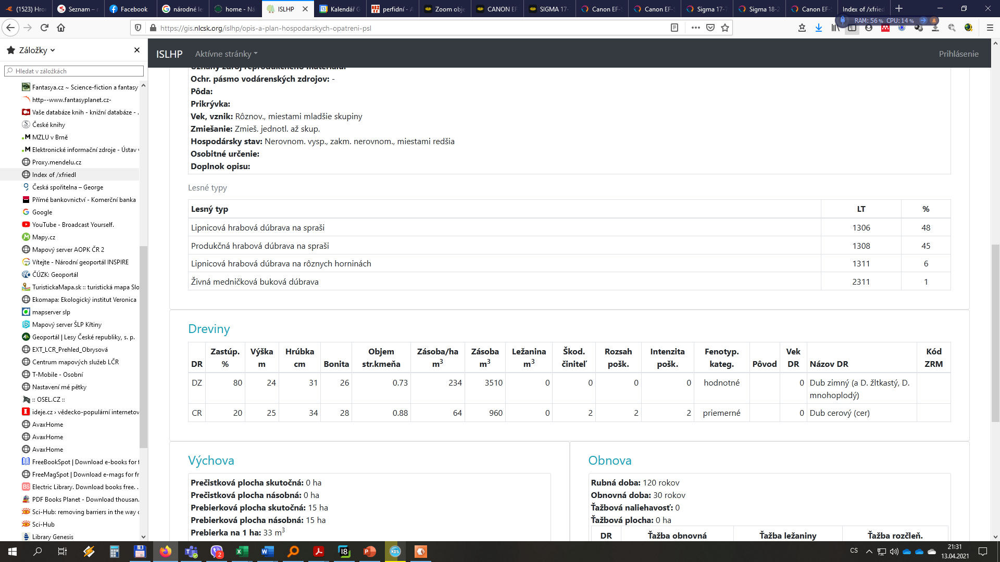 (1523) Hror
Seznam – n
Facebook
národné le
home - Ná
ISLHP
Kalendář G
perfidní - A
Zoom obje
CANON EF
SIGMA 17-
Canon EF-S
Canon EF-S
Sigma 17-7
Sigma 18-2
Canon EF-S
Index of /xfried
RAM: 56 % CPU: 14 %
https://gis.nlcsk.org/islhp/opis-a-plan-hospodarskych-opatreni-psl
Záložky
Hledat v záložkách
Fantasya.cz ~ Science-fiction a fantasy
http--www.fantasyplanet.cz-
Vaše databáze knih - knižní databáze - ..
České knihy
MZLU v Brně
Elektronické informační zdroje - Ústav v
Proxy.mendelu.cz
Index of /xfriedl
Česká spořitelna – George
Přímé bankovnictví - Komerční banka
Google
YouTube - Broadcast Yourself.
Mapy.cz
Mapový server AOPK ČR 2
Vítejte - Národní geoportál INSPIRE
ČÚZK: Geoportál
TuristickaMapa.sk :: turistická mapa Slo
Ekomapa: Ekologický institut Veronica
mapserver slp
Mapový server ŠLP Křtiny
Geoportál | Lesy České republiky, s. p.
EXT_LCR_Prehled_Obrysová
Centrum mapových služeb LČR
T-Mobile - Osobní
Nastavení mé pětky
:: OSEL.CZ ::
ideje.cz › vědecko-populární internetov
AvaxHome
AvaxHome
AvaxHome
FreeBookSpot | Download e-books for f
FreeMagSpot | Download e-mags for fr
Electric Library. Download books free. ..
PDF Books Planet - Download thousan..
Sci-Hub: removing barriers in the way o
Sci-Hub
Library Genesis
ISLHP Aktívne stránky Prihlásenie
Uznaný zdroj reprodukčného materiálu:
Ochr. pásmo vodárenských zdrojov: -
Pôda:
Prikrývka:
Vek, vznik: Rôznov., miestami mladšie skupiny
Zmiešanie: Zmieš. jednotl. až skup.
Hospodársky stav: Nerovnom. vysp., zakm. nerovnom., miestami redšia
Osobitné určenie:
Doplnok opisu:
Lesné typy
Lesný typ LT %
Lipnicová hrabová dúbrava na spraši 1306 48
Produkčná hrabová dúbrava na spraši 1308 45
Lipnicová hrabová dúbrava na rôznych horninách 1311 6
Živná medničková buková dúbrava 2311 1
Dreviny
DR Zastúp. % Výška m Hrúbka cm Bonita Objem str.kmeňa Zásoba/ha m³ Zásoba m³ Ležanina m³ Škod. činiteľ Rozsah pošk. Intenzita pošk. Fenotyp. kateg. Pôvod Vek DR Názov DR Kód ZRM
DZ 80 24 31 26 0.73 234 3510 0 0 0 0 hodnotné 0 Dub zimný (a D. žltkastý, D. mnohoplodý)
CR 20 25 34 28 0.88 64 960 0 2 2 2 priemerné 0 Dub cerový (cer)
Výchova
Prečistková plocha skutočná: 0 ha
Prečistková plocha násobná: 0 ha
Prebierková plocha skutočná: 15 ha
Prebierková plocha násobná: 15 ha
Prebierka na 1 ha: 33 m³
Obnova
Rubná doba: 120 rokov
Obnovná doba: 30 rokov
Ťažbová naliehavosť: 0
Ťažbová plocha: 0 ha
DR Ťažba obnovná Ťažba ležaniny Ťažba rozčleň.
CS
21:31
13.04.2021